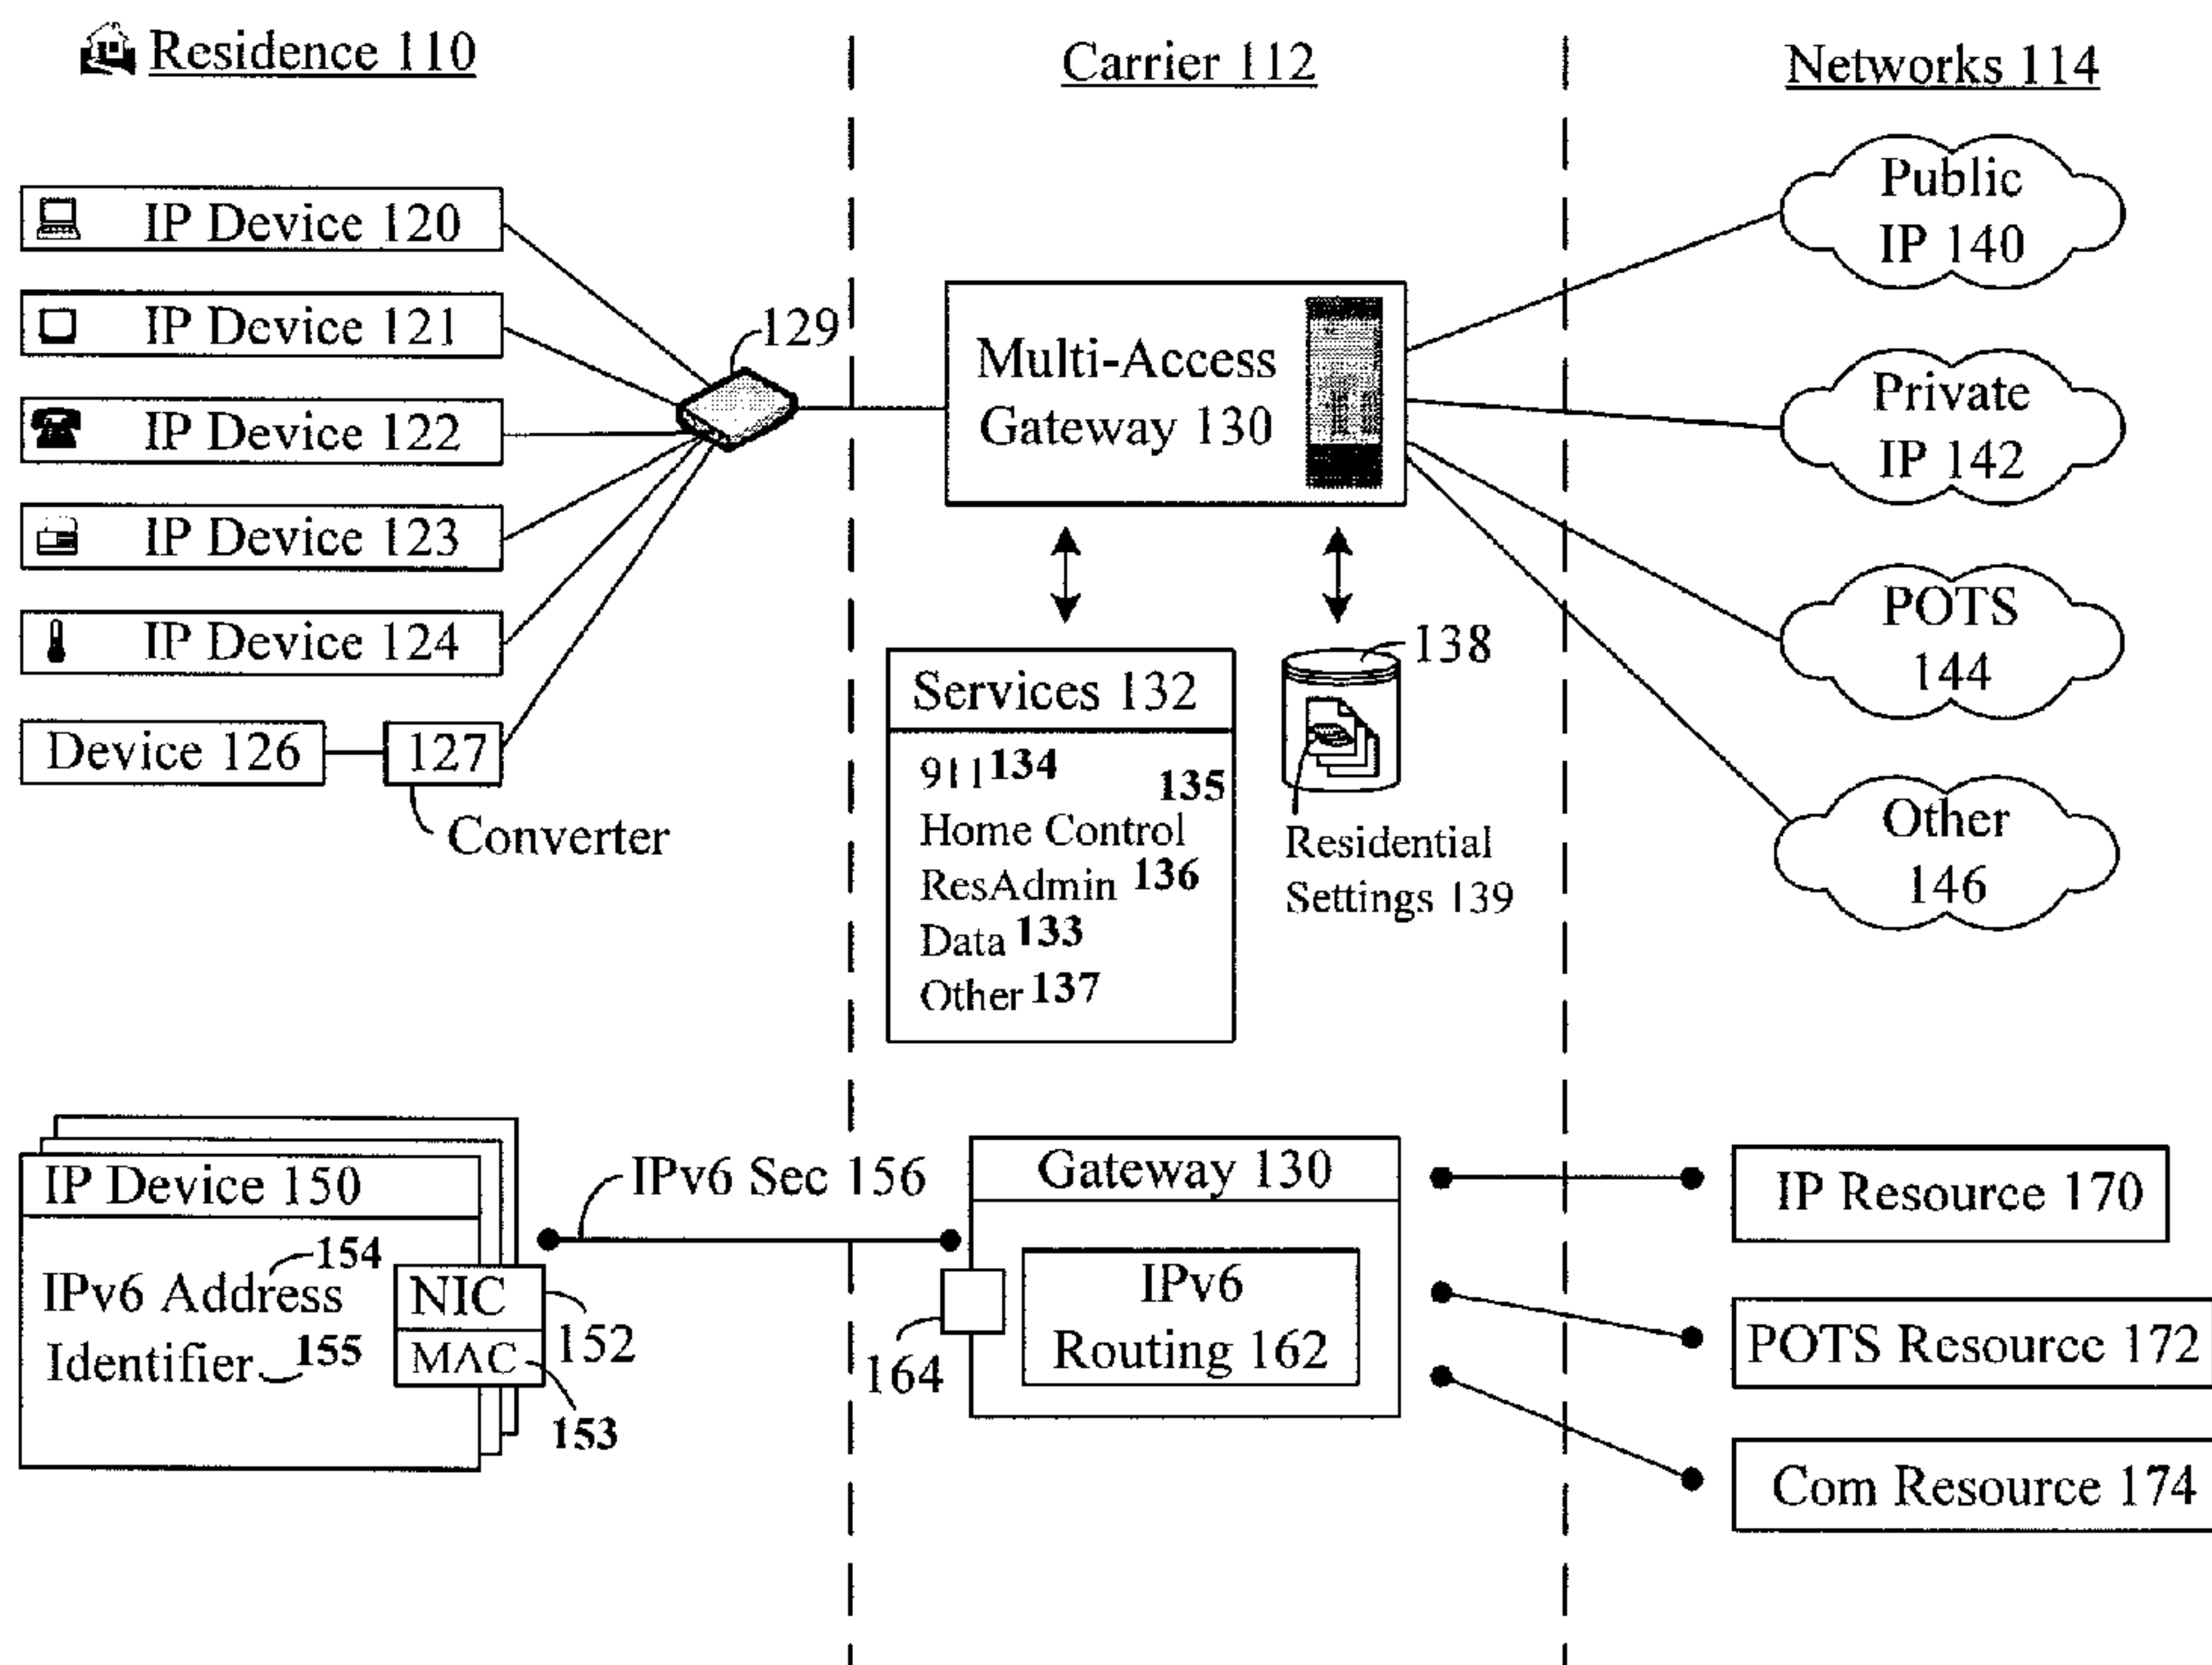 Residence 110
Carrier 112
Networks 114
IP Device 120
IP Device 121
IP Device 122
IP Device 123
IP Device 124
Device 126
127
Converter
129
Multi-Access
Gateway 130
Services 132
911 134
135
Home Control
ResAdmin 136
Data 133
Other 137
138
Residential
Settings 139
Public
IP 140
Private
IP 142
POTS
144
Other
146
IP Device 150
154
IPv6 Address
Identifier 155
NIC
MAC
152
153
IPv6 Sec 156
Gateway 130
IPv6
Routing 162
164
IP Resource 170
POTS Resource 172
Com Resource 174